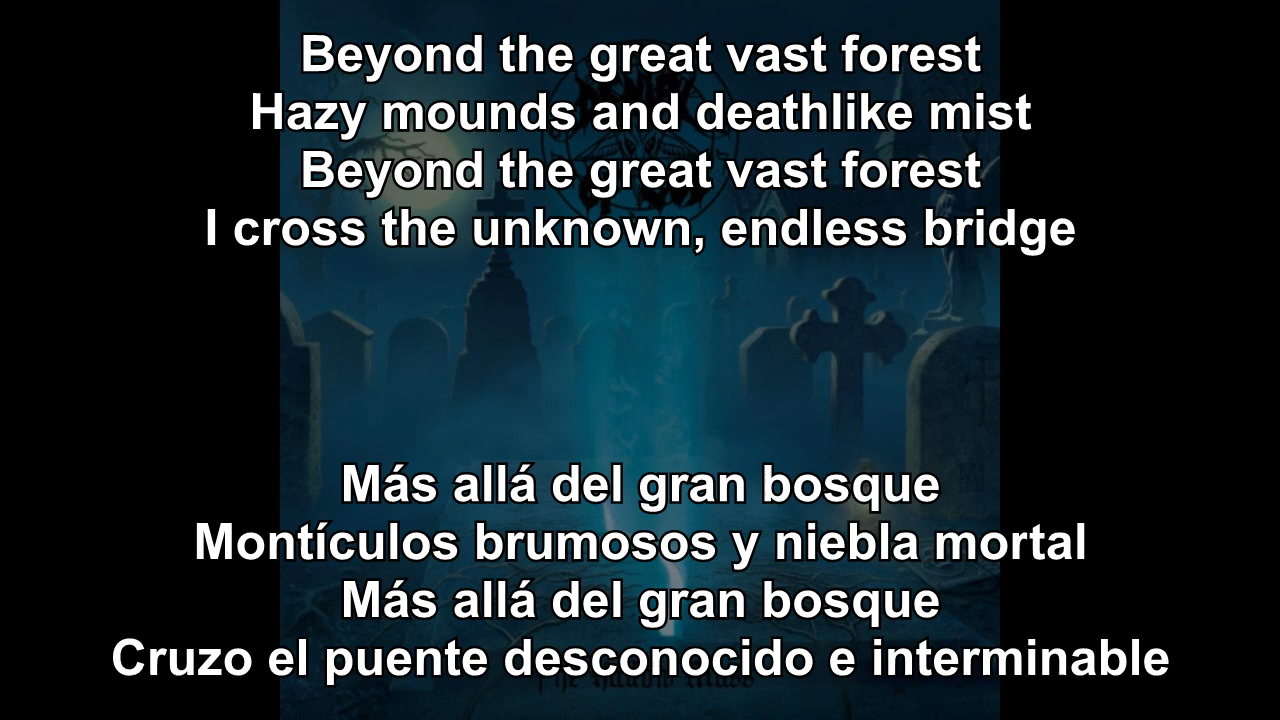 Beyond the great vast forest
Hazy mounds and deathlike mist
Beyond the great vast forest
I cross the unknown, endless bridge
Más allá del gran bosque
Montículos brumosos y niebla mortal
Más allá del gran bosque
Cruzo el puente desconocido e interminable